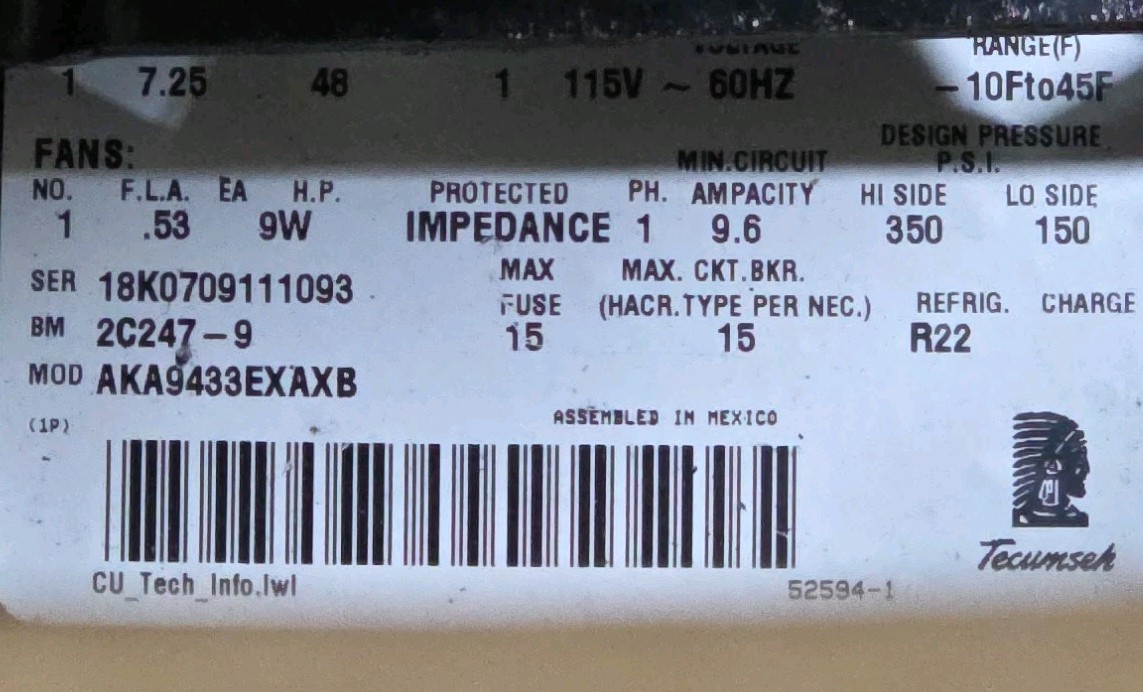 VOLTAGE RANGE(F)
1 7.25 48 1 115V ~ 60HZ -10Fto45F
FANS: MIN.CIRCUIT DESIGN PRESSURE P.S.I.
NO. F.L.A. EA H.P. PROTECTED PH. AMPACITY HI SIDE LO SIDE
1 .53 9W IMPEDANCE 1 9.6 350 150
SER 18K0709111093 MAX MAX. CKT.BKR.
FUSE (HACR.TYPE PER NEC.) REFRIG. CHARGE
BM 2C247-9 15 15 R22
MOD AKA9433EXAXB
(1P) ASSEMBLED IN MEXICO
CU_Tech_Info.lwl 52594-1
Tecumseh